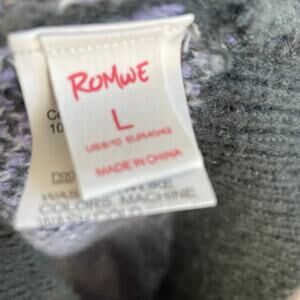 ROMWE
L
US8/10 EUR40/42
MADE IN CHINA
COLORS, MACHINE
WASH COLD